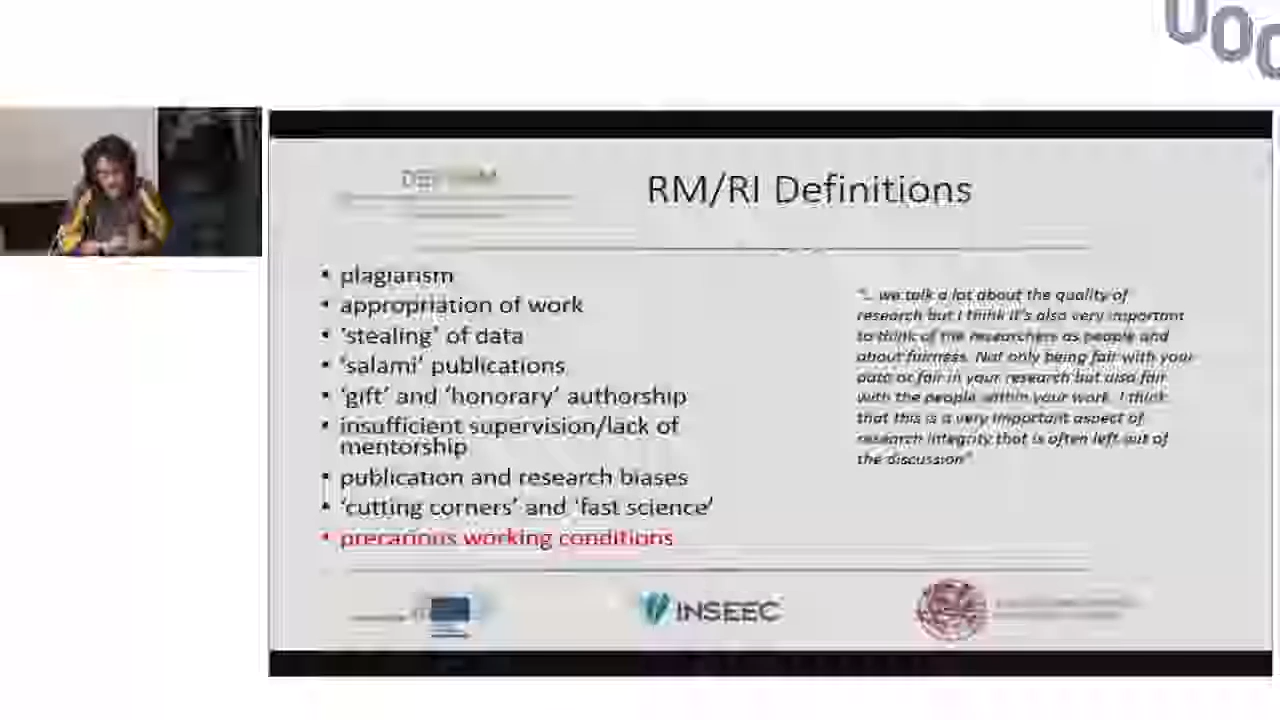 UOC
RM/RI Definitions
• plagiarism
• appropriation of work
• ‘stealing’ of data
• ‘salami’ publications
• ‘gift’ and ‘honorary’ authorship
• insufficient supervision/lack of
mentorship
• publication and research biases
• ‘cutting corners’ and ‘fast science’
• precarious working conditions
“… we talk a lot about the quality of
research but I think it's also very important
to think of the researchers as people and
about fairness. Not only being fair with your
data or fair in your research but also fair
with the people within your work. I think
that this is a very important aspect of
research integrity that is often left out of
the discussion”
INSEEC